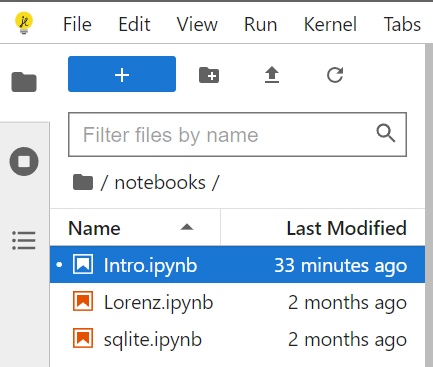 File Edit View Run Kernel Tabs
+
Filter files by name
/ notebooks /
Name Last Modified
Intro.ipynb 33 minutes ago
Lorenz.ipynb 2 months ago
sqlite.ipynb 2 months ago